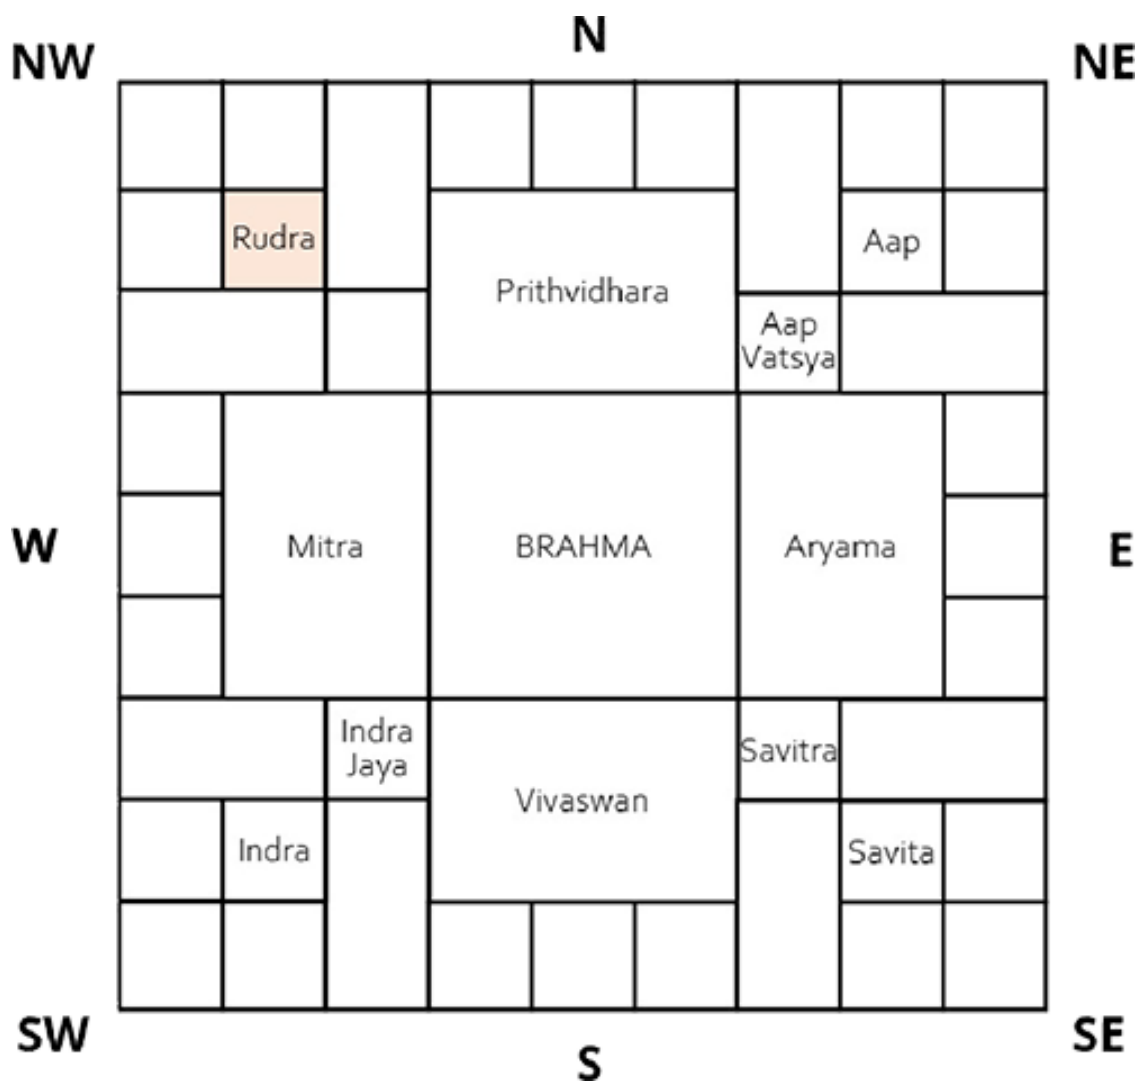 N
NW
NE
Rudra
Aap
Prithvidhara
Aap
Vatsya
W
Mitra
BRAHMA
Aryama
E
Indra
Jaya
Savitra
Vivaswan
Indra
Savita
SW
S
SE